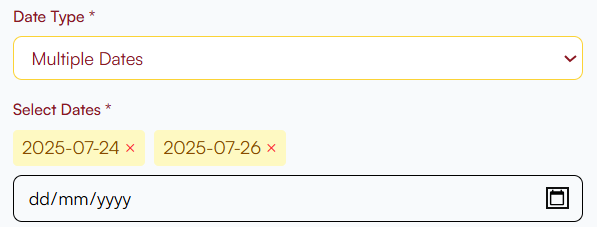 Date Type *
Multiple Dates
Select Dates *
2025-07-24 × 2025-07-26 ×
dd/mm/yyyy